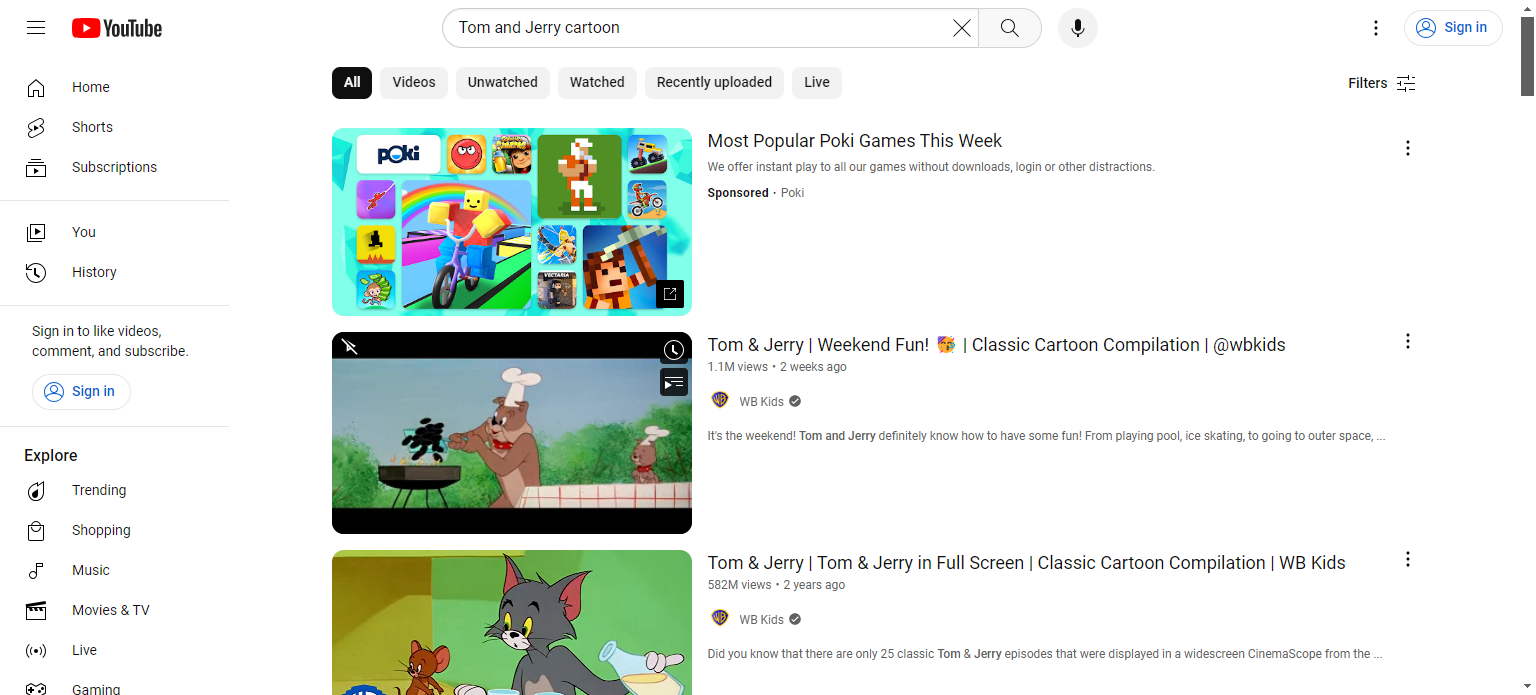 YouTube
Tom and Jerry cartoon
Sign in
Home
Shorts
Subscriptions
You
History
Sign in to like videos,
comment, and subscribe.
Sign in
Explore
Trending
Shopping
Music
Movies & TV
Live
Gaming
All
Videos
Unwatched
Watched
Recently uploaded
Live
Filters
poki
VECTARIA
Most Popular Poki Games This Week
We offer instant play to all our games without downloads, login or other distractions.
Sponsored · Poki
Tom & Jerry | Weekend Fun! 🥳 | Classic Cartoon Compilation | @wbkids
1.1M views • 2 weeks ago
WB Kids
It's the weekend! Tom and Jerry definitely know how to have some fun! From playing pool, ice skating, to going to outer space, ...
Tom & Jerry | Tom & Jerry in Full Screen | Classic Cartoon Compilation | WB Kids
582M views • 2 years ago
WB Kids
Did you know that there are only 25 classic Tom & Jerry episodes that were displayed in a widescreen CinemaScope from the ...